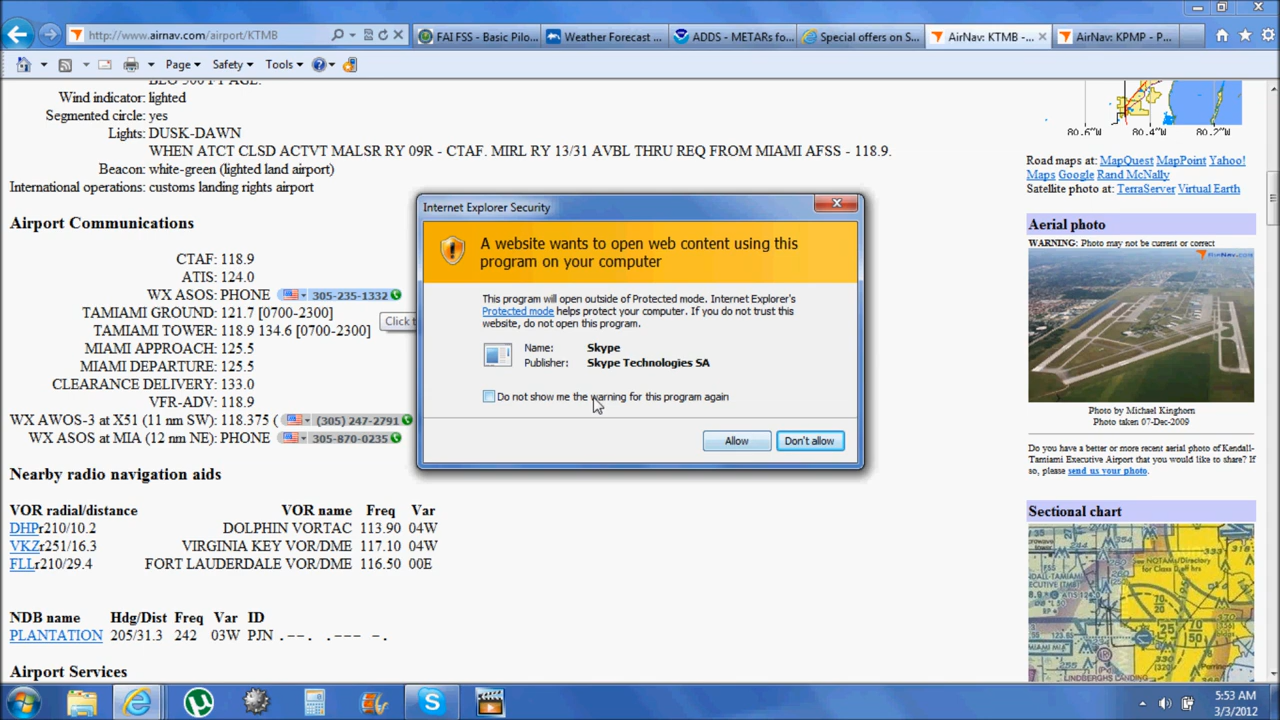 http://www.airnav.com/airport/KTMB
FAI FSS - Basic Pilo...
Weather Forecast ...
ADDS - METARs fo...
Special offers on S...
AirNav: KTMB -...
AirNav: KPMP - P...
Page
Safety
Tools
Wind indicator: lighted
Segmented circle: yes
Lights: DUSK-DAWN
WHEN ATCT CLSD ACTVT MALSR RY 09R - CTAF. MIRL RY 13/31 AVBL THRU REQ FROM MIAMI AFSS - 118.9.
Beacon: white-green (lighted land airport)
International operations: customs landing rights airport
Airport Communications
CTAF: 118.9
ATIS: 124.0
WX ASOS: PHONE 305-235-1332
TAMIAMI GROUND: 121.7 [0700-2300]
TAMIAMI TOWER: 118.9 134.6 [0700-2300]
MIAMI APPROACH: 125.5
MIAMI DEPARTURE: 125.5
CLEARANCE DELIVERY: 133.0
VFR-ADV: 118.9
WX AWOS-3 at X51 (11 nm SW): 118.375 ( (305) 247-2791
WX ASOS at MIA (12 nm NE): PHONE 305-870-0235
Click t
Nearby radio navigation aids
VOR radial/distance VOR name Freq Var
DHPr210/10.2 DOLPHIN VORTAC 113.90 04W
VKZr251/16.3 VIRGINIA KEY VOR/DME 117.10 04W
FLLr210/29.4 FORT LAUDERDALE VOR/DME 116.50 00E
NDB name Hdg/Dist Freq Var ID
PLANTATION 205/31.3 242 03W PJN .--. .--- -.
Airport Services
Internet Explorer Security
A website wants to open web content using this
program on your computer
This program will open outside of Protected mode. Internet Explorer's
Protected mode helps protect your computer. If you do not trust this
website, do not open this program.
Name: Skype
Publisher: Skype Technologies SA
Do not show me the warning for this program again
Allow
Don't allow
80.6°W 80.4°W 80.2°W
Road maps at: MapQuest MapPoint Yahoo!
Maps Google Rand McNally
Satellite photo at: TerraServer Virtual Earth
Aerial photo
WARNING: Photo may not be current or correct
AirNav.com
Photo by Michael Kinghorn
Photo taken 07-Dec-2009
Do you have a better or more recent aerial photo of Kendall-
Tamiami Executive Airport that you would like to share? If
so, please send us your photo.
Sectional chart
5:53 AM
3/3/2012